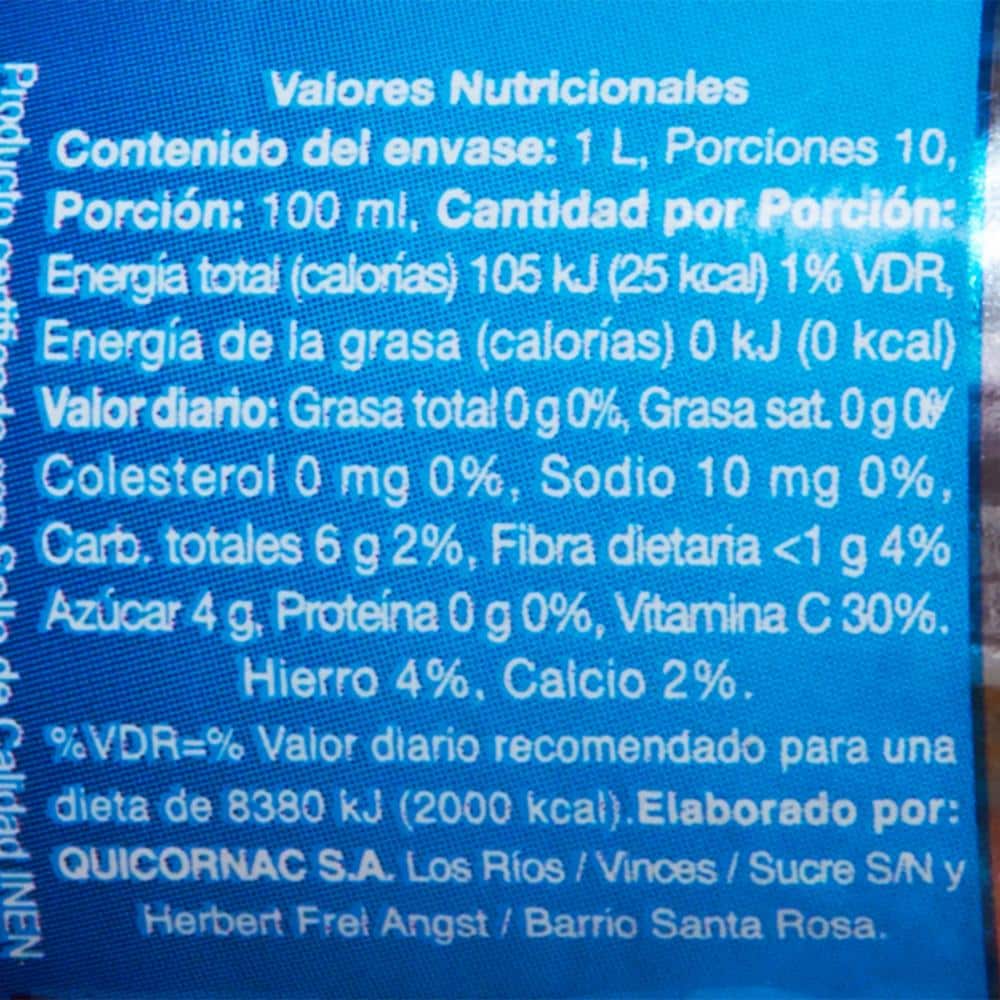 Valores Nutricionales
Contenido del envase: 1 L, Porciones 10,
Porción: 100 ml, Cantidad por Porción:
Energía total (calorías) 105 kJ (25 kcal) 1% VDR,
Energía de la grasa (calorías) 0 kJ (0 kcal)
Valor diario: Grasa total 0 g 0%, Grasa sat. 0 g 0%
Colesterol 0 mg 0%, Sodio 10 mg 0%,
Carb. totales 6 g 2%, Fibra dietaria <1 g 4%
Azúcar 4 g, Proteína 0 g 0%, Vitamina C 30%.
Hierro 4%, Calcio 2%.
%VDR=% Valor diario recomendado para una
dieta de 8380 kJ (2000 kcal).Elaborado por:
QUICORNAC S.A. Los Ríos / Vinces / Sucre S/N y
Herbert Frei Angst / Barrio Santa Rosa.
Producto certificado con Sello de Calidad INEN